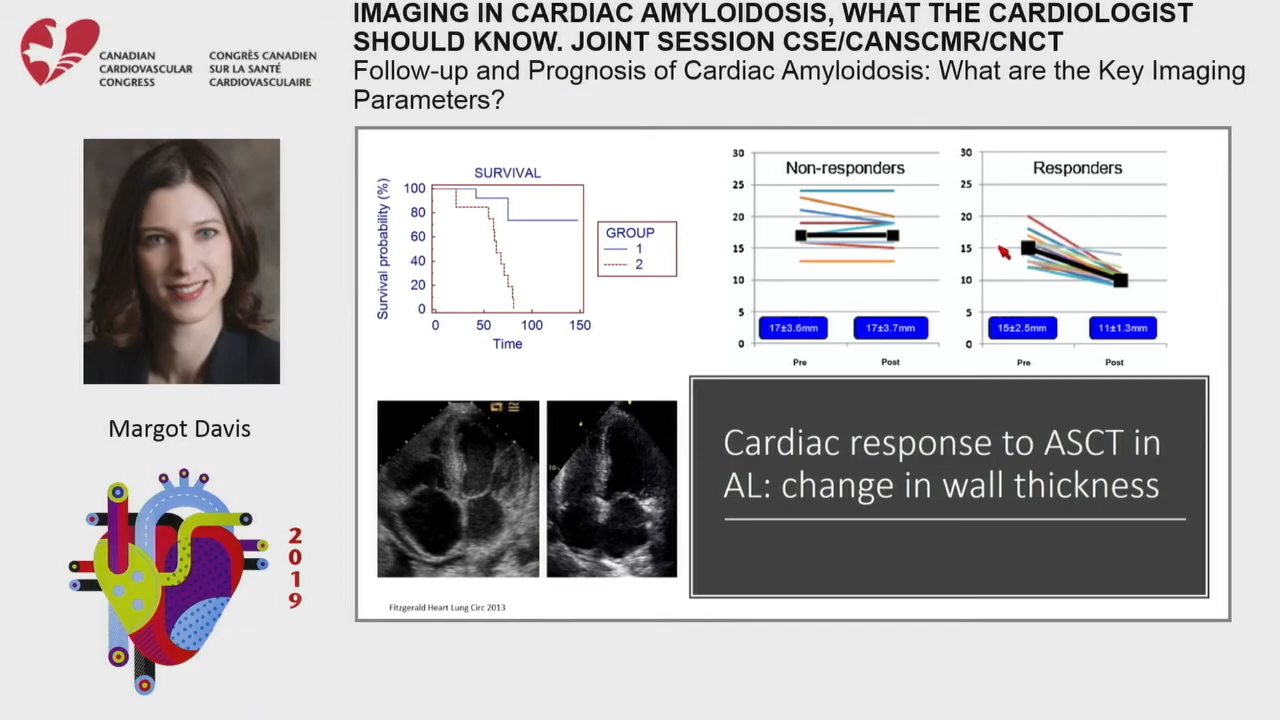 CANADIAN
CARDIOVASCULAR
CONGRESS
CONGRÈS CANADIEN
SUR LA SANTÉ
CARDIOVASCULAIRE
IMAGING IN CARDIAC AMYLOIDOSIS, WHAT THE CARDIOLOGIST
SHOULD KNOW. JOINT SESSION CSE/CANSCMR/CNCT
Follow-up and Prognosis of Cardiac Amyloidosis: What are the Key Imaging
Parameters?
Margot Davis
2
0
1
9
SURVIVAL
Survival probability (%)
100
80
60
40
20
0
0 50 100 150
Time
GROUP
1
2
Non-responders
30
25
20
15
10
5
0
17±3.6mm 17±3.7mm
Pre Post
Responders
30
25
20
15
10
5
0
15±2.5mm 11±1.3mm
Pre Post
Cardiac response to ASCT in
AL: change in wall thickness
Fitzgerald Heart Lung Circ 2013